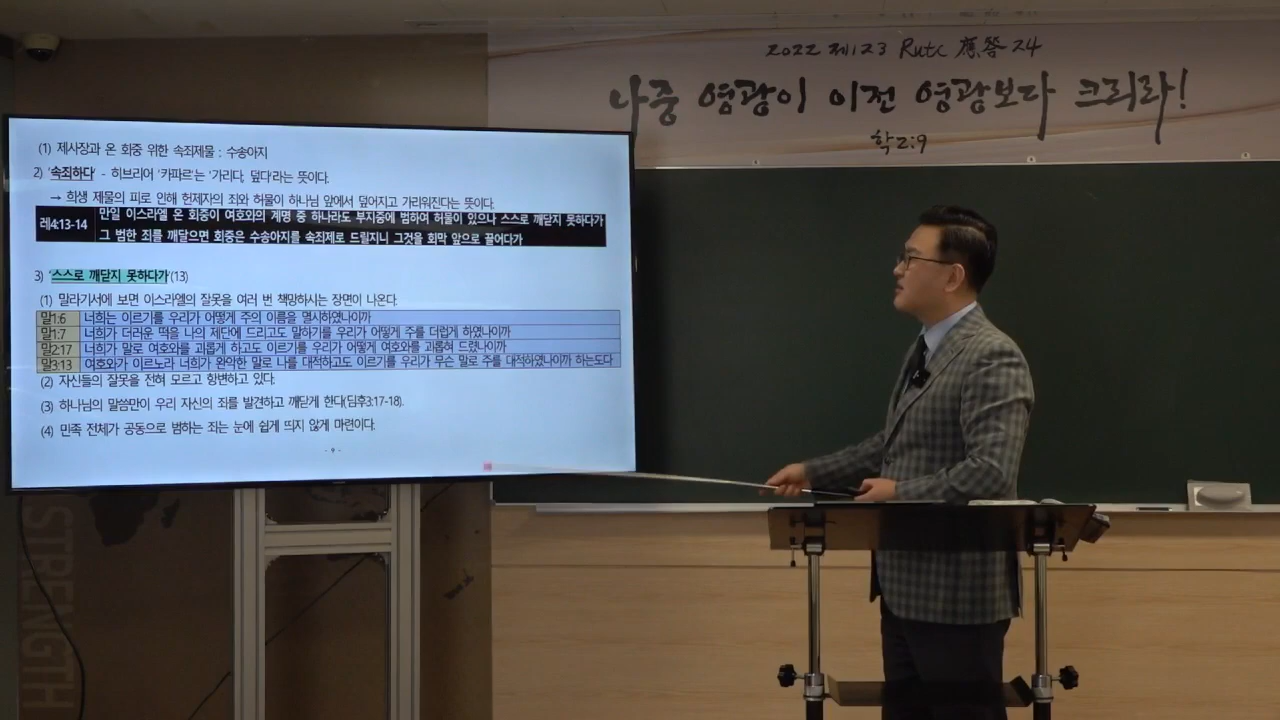 2022 제123 Rutc 應答 24
나중 영광이 이전 영광보다 크리라!
학2:9
(1) 제사장과 온 회중 위한 속죄제물 : 수송아지
2) '속죄하다' - 히브리어 '카파르'는 '가리다, 덮다'라는 뜻이다.
→ 희생 제물의 피로 인해 헌제자의 죄와 허물이 하나님 앞에서 덮어지고 가리워진다는 뜻이다.
레4:13-14 만일 이스라엘 온 회중이 여호와의 계명 중 하나라도 부지중에 범하여 허물이 있으나 스스로 깨닫지 못하다가
그 범한 죄를 깨달으면 회중은 수송아지를 속죄제로 드릴지니 그것을 회막 앞으로 끌어다가
3) '스스로 깨닫지 못하다가'(13)
(1) 말라기서에 보면 이스라엘의 잘못을 여러 번 책망하시는 장면이 나온다.
말1:6 너희는 이르기를 우리가 어떻게 주의 이름을 멸시하였나이까
말1:7 너희가 더러운 떡을 나의 제단에 드리고도 말하기를 우리가 어떻게 주를 더럽게 하였나이까
말2:17 너희가 말로 여호와를 괴롭게 하고도 이르기를 우리가 어떻게 여호와를 괴롭혀 드렸나이까
말3:13 여호와가 이르노라 너희가 완악한 말로 나를 대적하고도 이르기를 우리가 무슨 말로 주를 대적하였나이까 하는도다
(2) 자신들의 잘못을 전혀 모르고 항변하고 있다.
(3) 하나님의 말씀만이 우리 자신의 죄를 발견하고 깨닫게 한다(딤후3:17-18).
(4) 민족 전체가 공동으로 범하는 죄는 눈에 쉽게 띄지 않게 마련이다.
- 9 -
STRENGTH